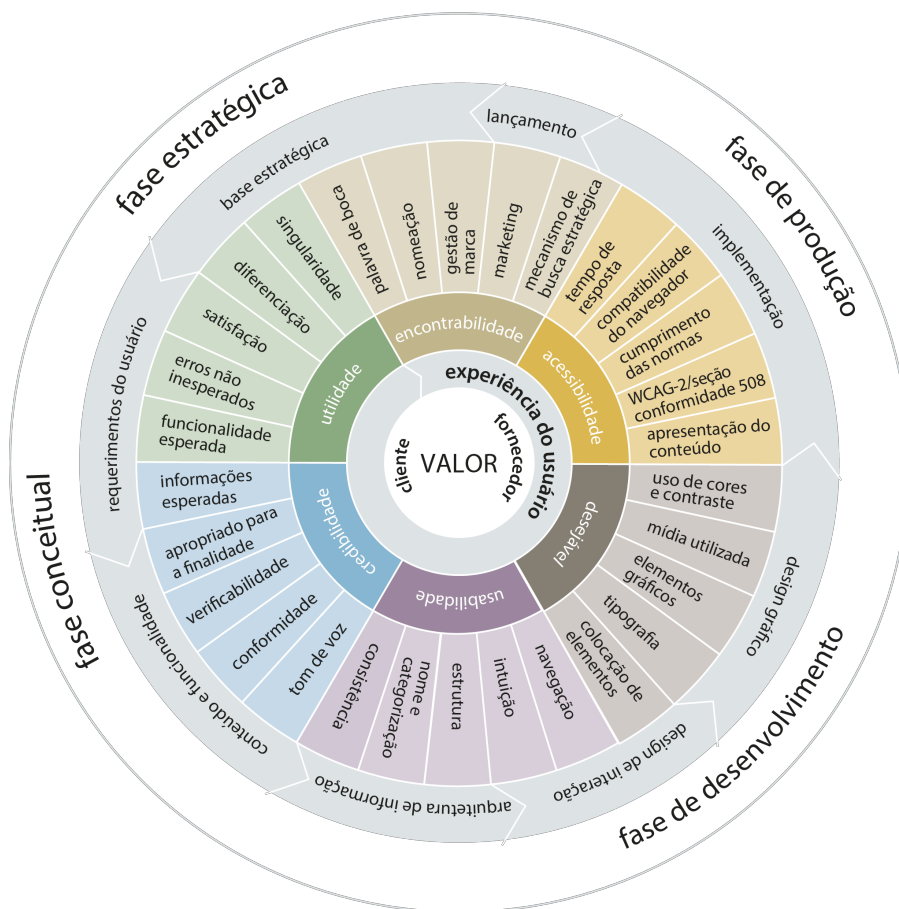 fase estratégica
fase de produção
fase de desenvolvimento
fase conceitual
base estratégica
lançamento
implementação
design gráfico
design de interação
arquitetura de informação
conteúdo e funcionalidade
requerimentos do usuário
encontrabilidade
palavra de boca
nomeação
gestão de
marca
marketing
mecanismo de
busca estratégica
acessibilidade
tempo de
resposta
compatibilidade
do navegador
cumprimento
das normas
WCAG-2/seção
conformidade 508
apresentação do
conteúdo
desejável
uso de cores
e contraste
mídia utilizada
elementos
gráficos
tipografia
colocação de
elementos
usabilidade
navegação
intuição
estrutura
nome e
categorização
consistência
credibilidade
tom de voz
conformidade
verificabilidade
apropriado para
a finalidade
informações
esperadas
utilidade
funcionalidade
esperada
erros não
inesperados
satisfação
diferenciação
singularidade
experiência do usuário
cliente
VALOR
fornecedor